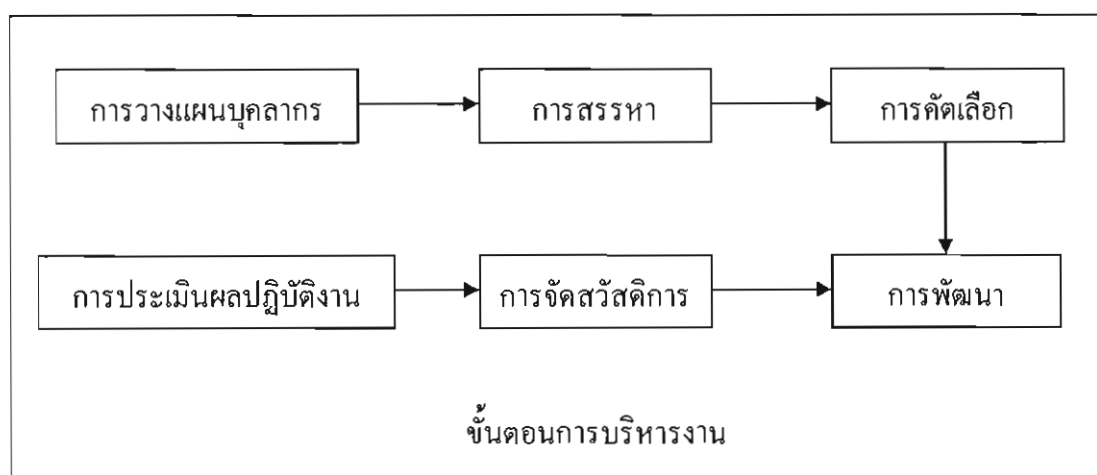 การวางแผนบุคลากร
การสรรหา
การคัตเลือก
การประเมินผลปฏิบัติงาน
การจัดสวัสดิการ
การพัฒนา
ขั้นตอนการบริหารงาน